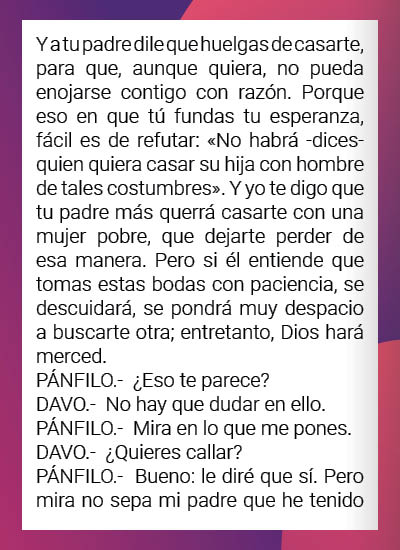 Y a tu padre dile que huelgas de casarte,
para que, aunque quiera, no pueda
enojarse contigo con razón. Porque
eso en que tú fundas tu esperanza,
fácil es de refutar: «No habrá -dices-
quien quiera casar su hija con hombre
de tales costumbres». Y yo te digo que
tu padre más querrá casarte con una
mujer pobre, que dejarte perder de
esa manera. Pero si él entiende que
tomas estas bodas con paciencia, se
descuidará, se pondrá muy despacio
a buscarte otra; entretanto, Dios hará
merced.
PÁNFILO.- ¿Eso te parece?
DAVO.- No hay que dudar en ello.
PÁNFILO.- Mira en lo que me pones.
DAVO.- ¿Quieres callar?
PÁNFILO.- Bueno: le diré que sí. Pero
mira no sepa mi padre que he tenido